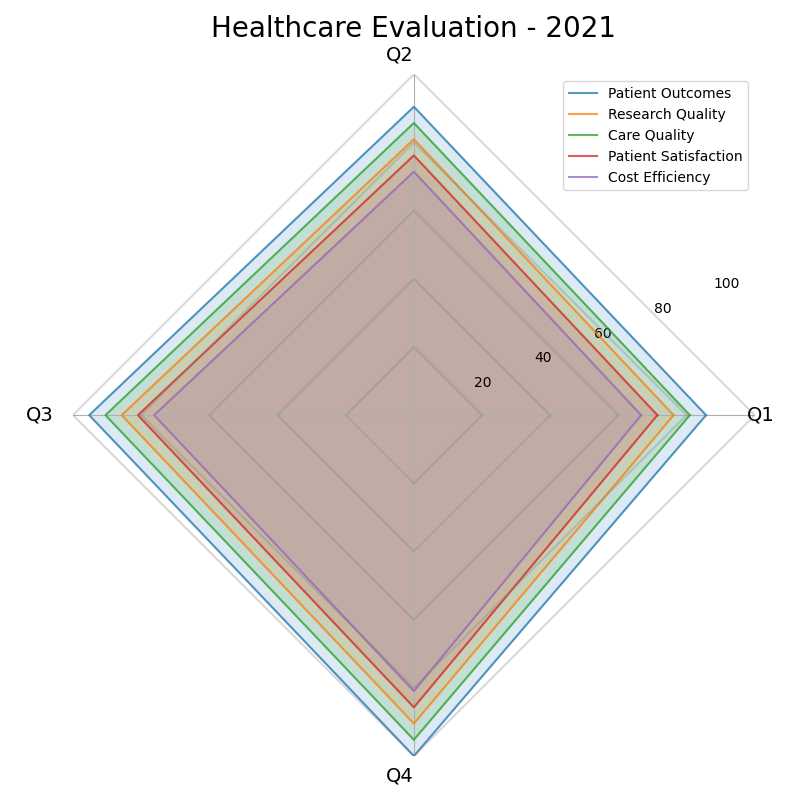 Healthcare Evaluation - 2021
Q2
Patient Outcomes
Research Quality
Care Quality
Patient Satisfaction
Cost Efficiency
100
80
60
40
20
Q3
Q1
Q4